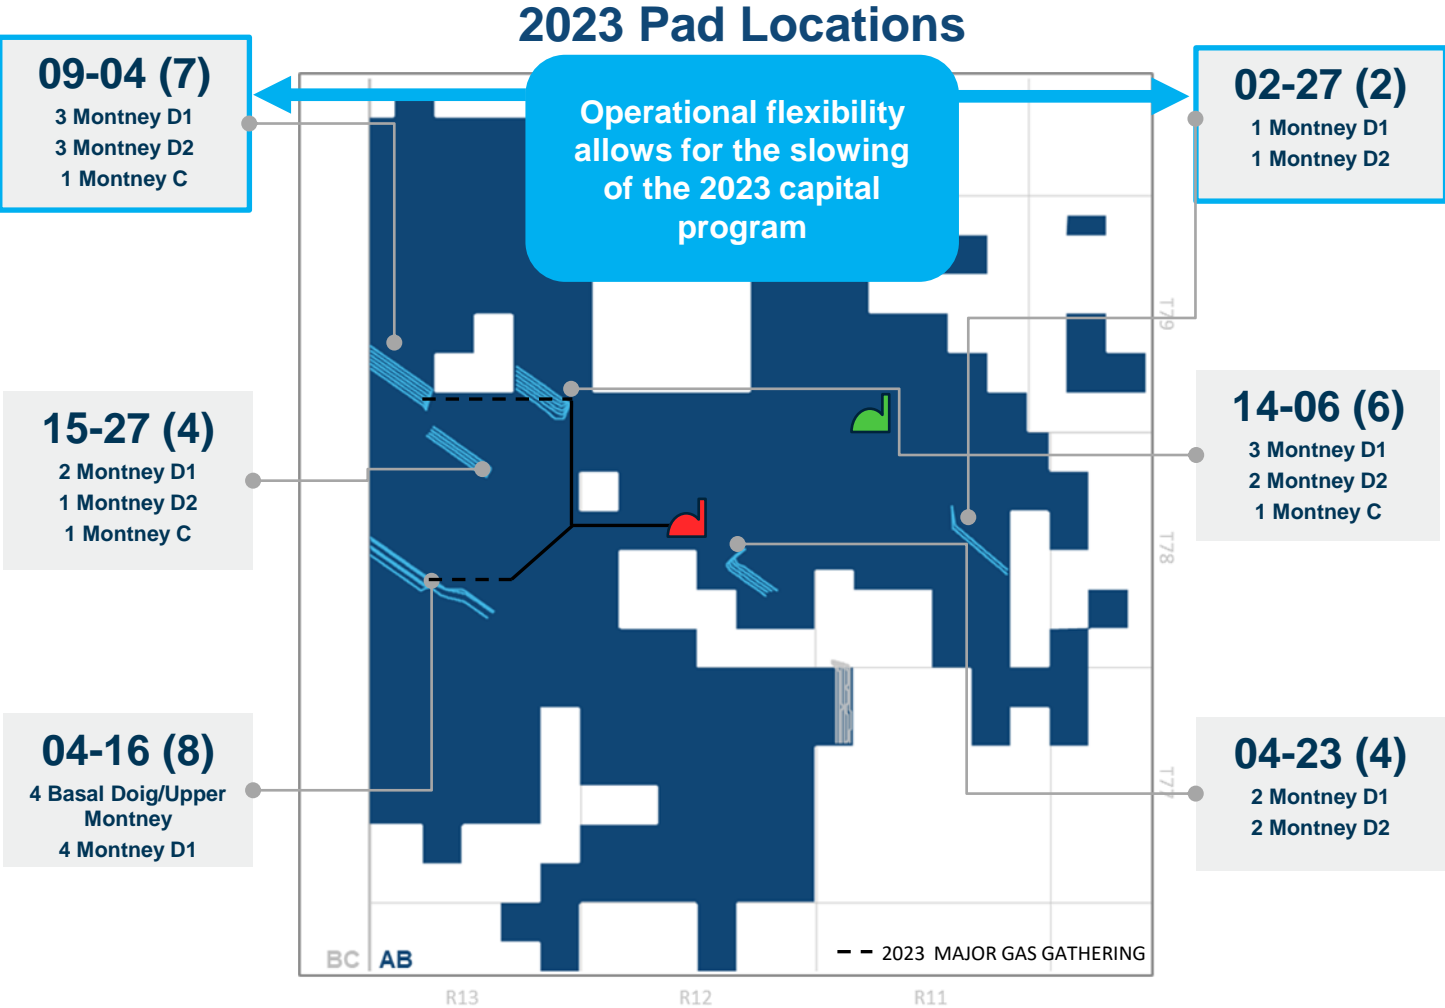 2023 Pad Locations
09-04 (7)
3 Montney D1
3 Montney D2
1 Montney C
Operational flexibility
allows for the slowing
of the 2023 capital
program
02-27 (2)
1 Montney D1
1 Montney D2
T79
15-27 (4)
2 Montney D1
1 Montney D2
1 Montney C
14-06 (6)
3 Montney D1
2 Montney D2
1 Montney C
T78
04-16 (8)
4 Basal Doig/Upper
Montney
4 Montney D1
T77
04-23 (4)
2 Montney D1
2 Montney D2
BC AB
2023 MAJOR GAS GATHERING
R13 R12 R11